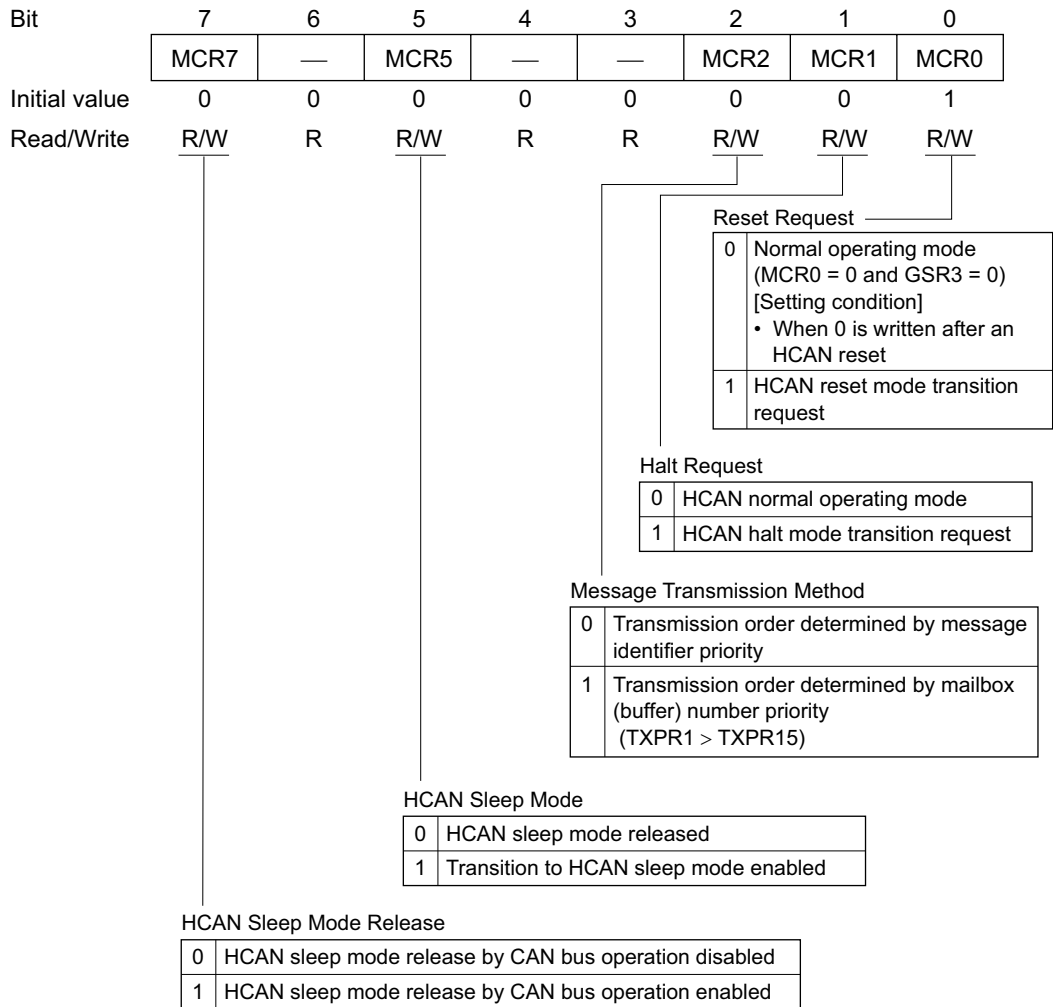 Bit 7 6 5 4 3 2 1 0
MCR7 — MCR5 — — MCR2 MCR1 MCR0
Initial value 0 0 0 0 0 0 0 1
Read/Write R/W R R/W R R R/W R/W R/W
Reset Request
0 Normal operating mode
(MCR0 = 0 and GSR3 = 0)
[Setting condition]
• When 0 is written after an
HCAN reset
1 HCAN reset mode transition
request
Halt Request
0 HCAN normal operating mode
1 HCAN halt mode transition request
Message Transmission Method
0 Transmission order determined by message
identifier priority
1 Transmission order determined by mailbox
(buffer) number priority
(TXPR1 > TXPR15)
HCAN Sleep Mode
0 HCAN sleep mode released
1 Transition to HCAN sleep mode enabled
HCAN Sleep Mode Release
0 HCAN sleep mode release by CAN bus operation disabled
1 HCAN sleep mode release by CAN bus operation enabled